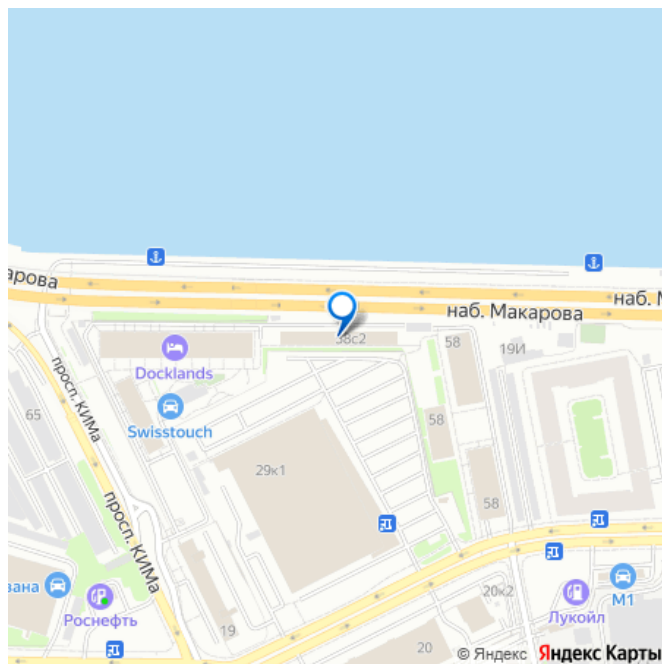 арова
наб. М
наб. Макарова
38с2
58
19И
Docklands
просп. КИМа
Swisstouch
65
58
29к1
58
просп. КИМа
вана
М1
20к2
Роснефть
Лукойл
19
20
© Яндекс Яндекс Карты